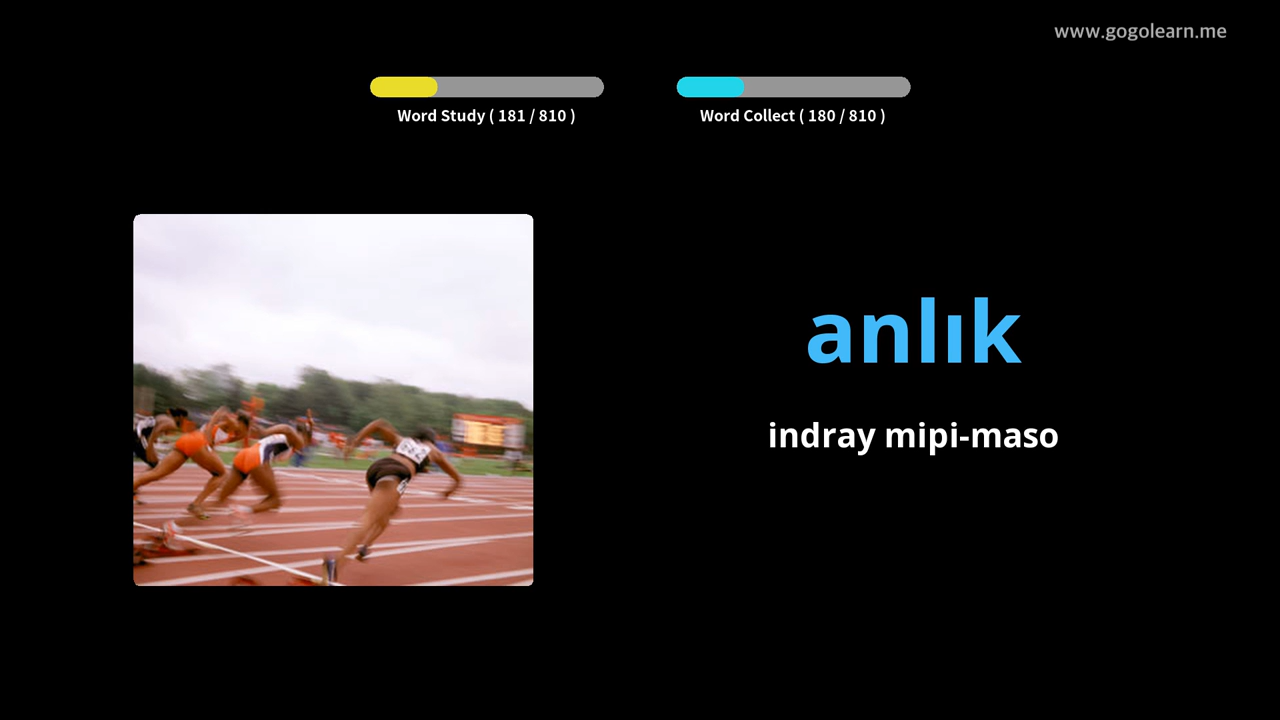 www.gogolearn.me
Word Study ( 181 / 810 )
Word Collect ( 180 / 810 )
anlık
indray mipi-maso